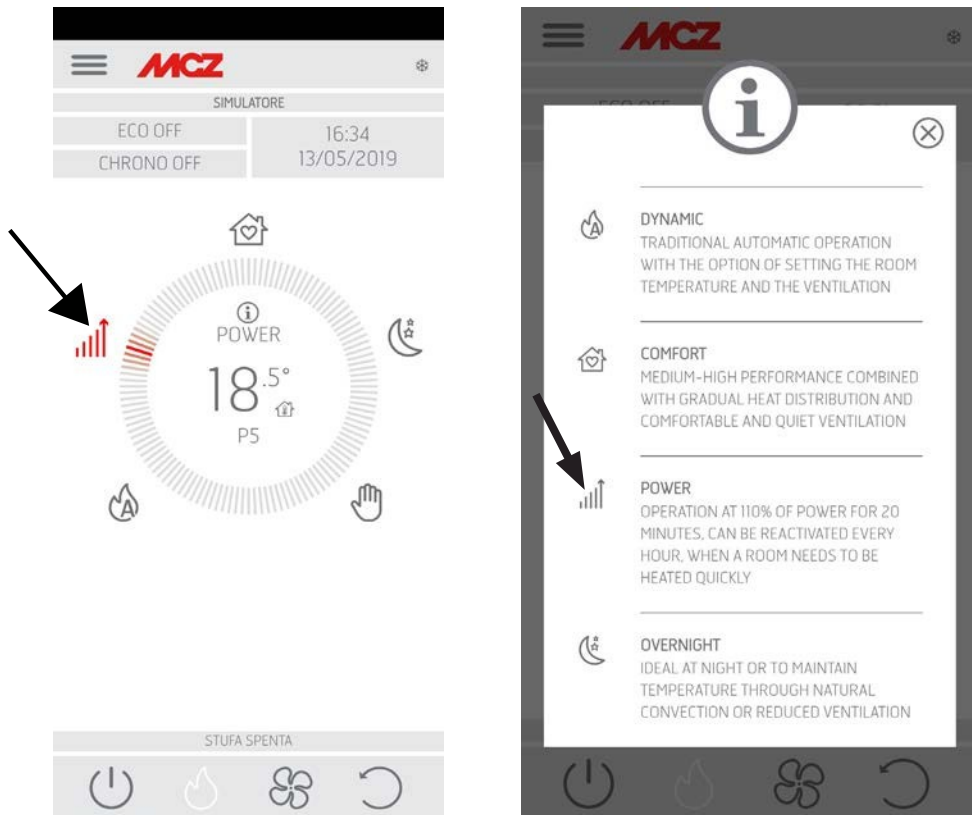 MCZ
SIMULATORE
ECO OFF
CHRONO OFF
16:34
13/05/2019
POWER
18.5°
P5
A
STUFA SPENTA
MCZ
ECO OFF
i
DYNAMIC
TRADITIONAL AUTOMATIC OPERATION
WITH THE OPTION OF SETTING THE ROOM
TEMPERATURE AND THE VENTILATION
COMFORT
MEDIUM-HIGH PERFORMANCE COMBINED
WITH GRADUAL HEAT DISTRIBUTION AND
COMFORTABLE AND QUIET VENTILATION
POWER
OPERATION AT 110% OF POWER FOR 20
MINUTES, CAN BE REACTIVATED EVERY
HOUR, WHEN A ROOM NEEDS TO BE
HEATED QUICKLY
OVERNIGHT
IDEAL AT NIGHT OR TO MAINTAIN
TEMPERATURE THROUGH NATURAL
CONVECTION OR REDUCED VENTILATION